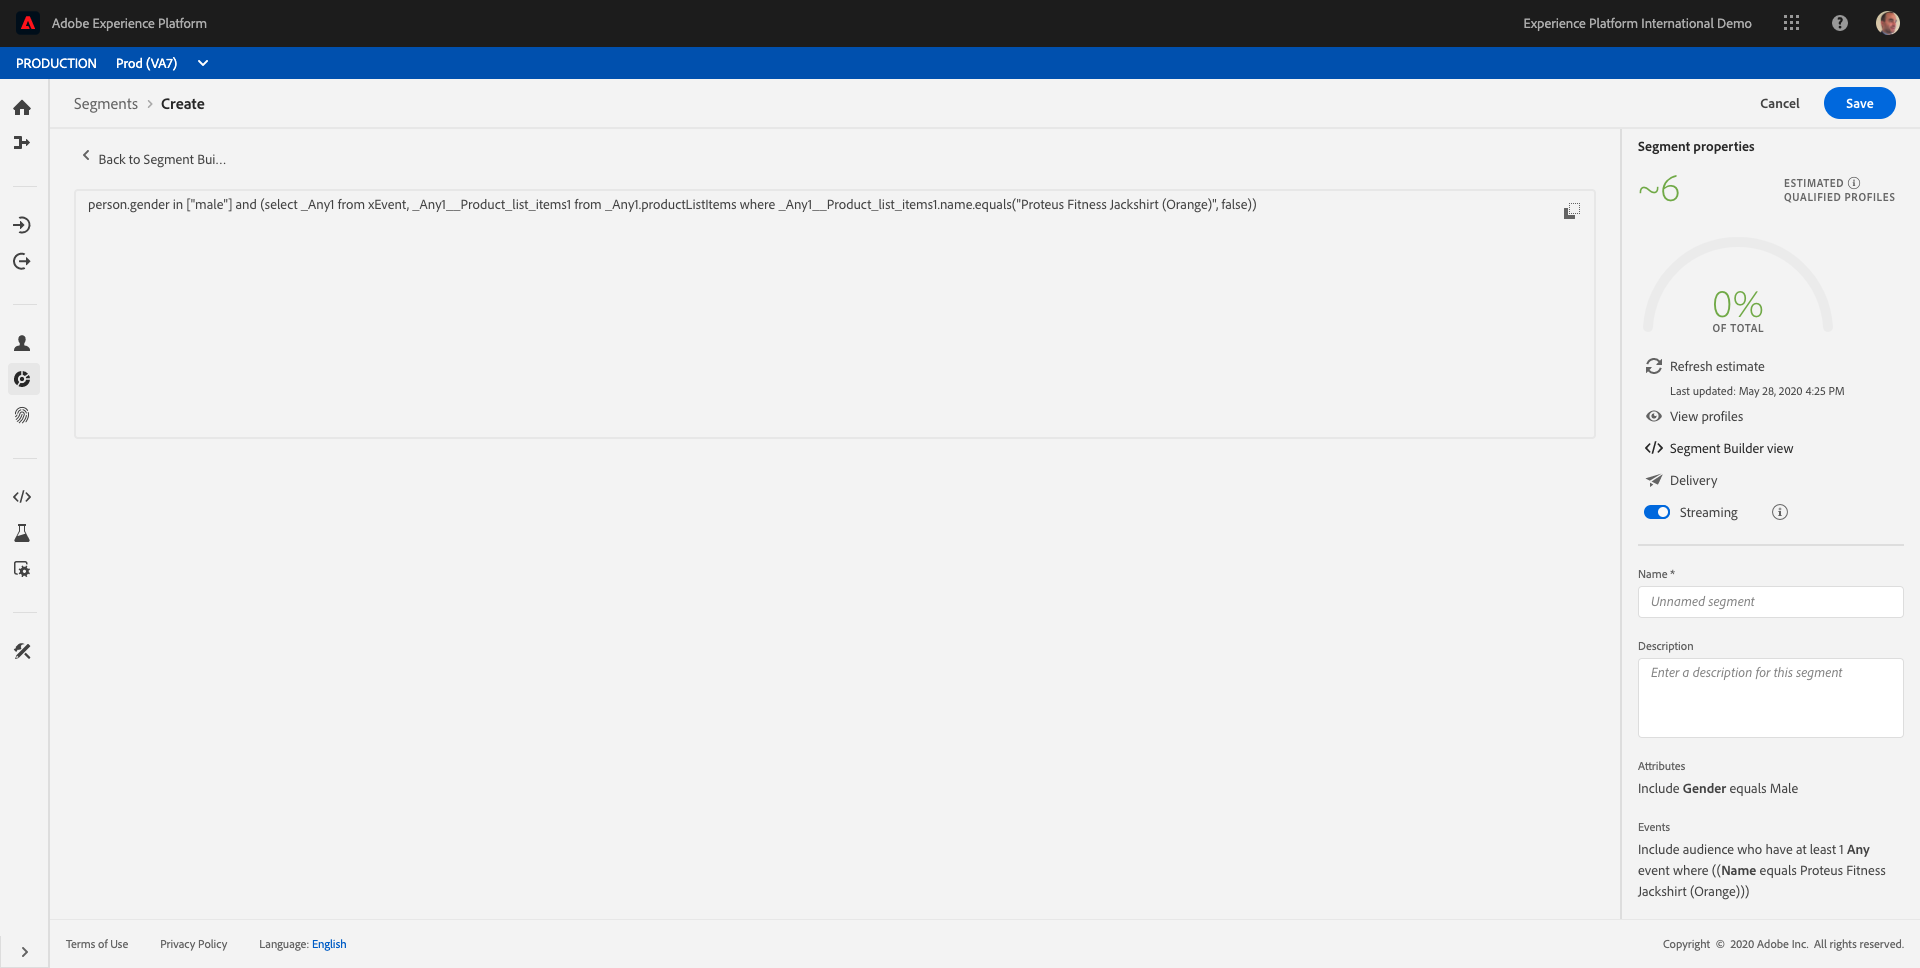 Adobe Experience Platform
Experience Platform International Demo
PRODUCTION Prod (VA7)
Segments > Create
Cancel
Save
Back to Segment Bui...
person.gender in ["male"] and (select _Any1 from xEvent, _Any1__Product_list_items1 from _Any1.productListItems where _Any1__Product_list_items1.name.equals("Proteus Fitness Jackshirt (Orange)", false))
Segment properties
~6
ESTIMATED
QUALIFIED PROFILES
0%
OF TOTAL
Refresh estimate
Last updated: May 28, 2020 4:25 PM
View profiles
</> Segment Builder view
Delivery
Streaming
Name *
Unnamed segment
Description
Enter a description for this segment
Attributes
Include Gender equals Male
Events
Include audience who have at least 1 Any
event where ((Name equals Proteus Fitness
Jackshirt (Orange)))
Terms of Use
Privacy Policy
Language: English
Copyright © 2020 Adobe Inc. All rights reserved.